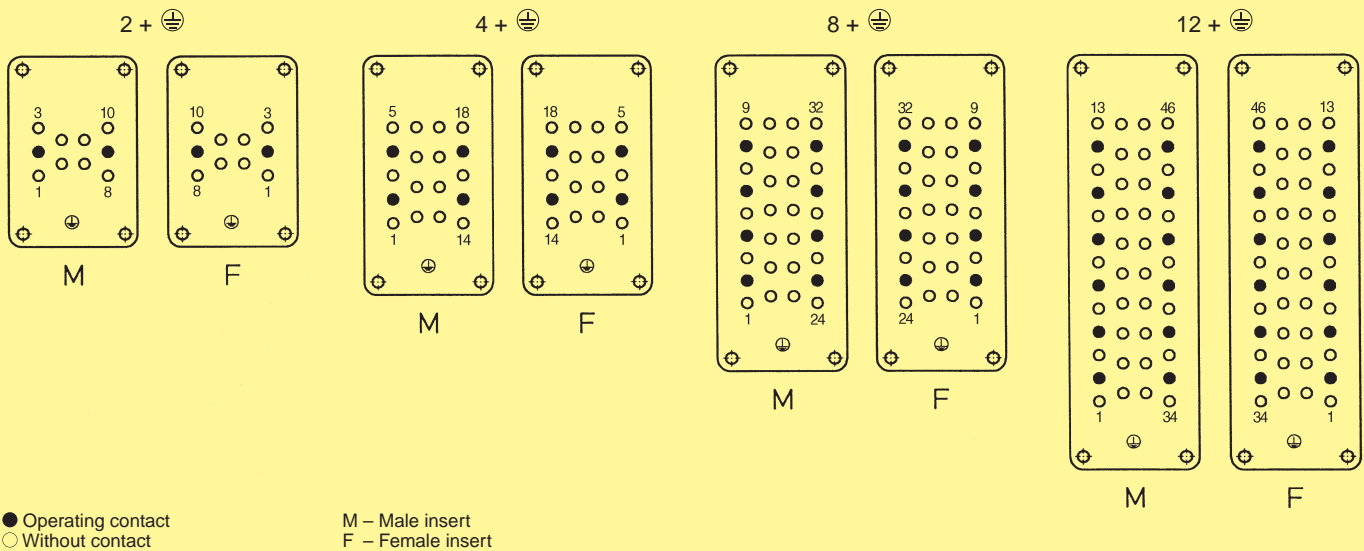 2 +
4 +
8 +
12 +
3 10
1 8
M
10 3
8 1
F
5 18
1 14
M
18 5
14 1
F
9 32
1 24
M
32 9
24 1
F
13 46
1 34
M
46 13
34 1
F
Operating contact
Without contact
M – Male insert
F – Female insert